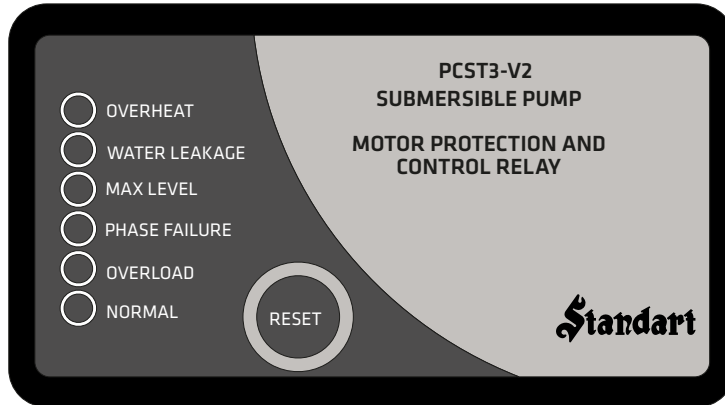 PCST3-V2
SUBMERSIBLE PUMP
MOTOR PROTECTION AND
CONTROL RELAY
OVERHEAT
WATER LEAKAGE
MAX LEVEL
PHASE FAILURE
OVERLOAD
NORMAL
RESET
Standart